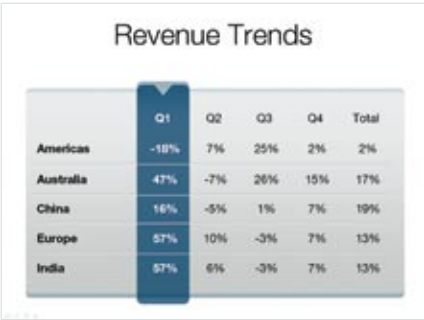 Revenue Trends
Q1 Q2 Q3 Q4 Total
Americas -18% 7% 25% 2% 2%
Australia 47% -7% 26% 15% 17%
China 16% -5% 1% 7% 19%
Europe 57% 10% -3% 7% 13%
India 57% 6% -3% 7% 13%